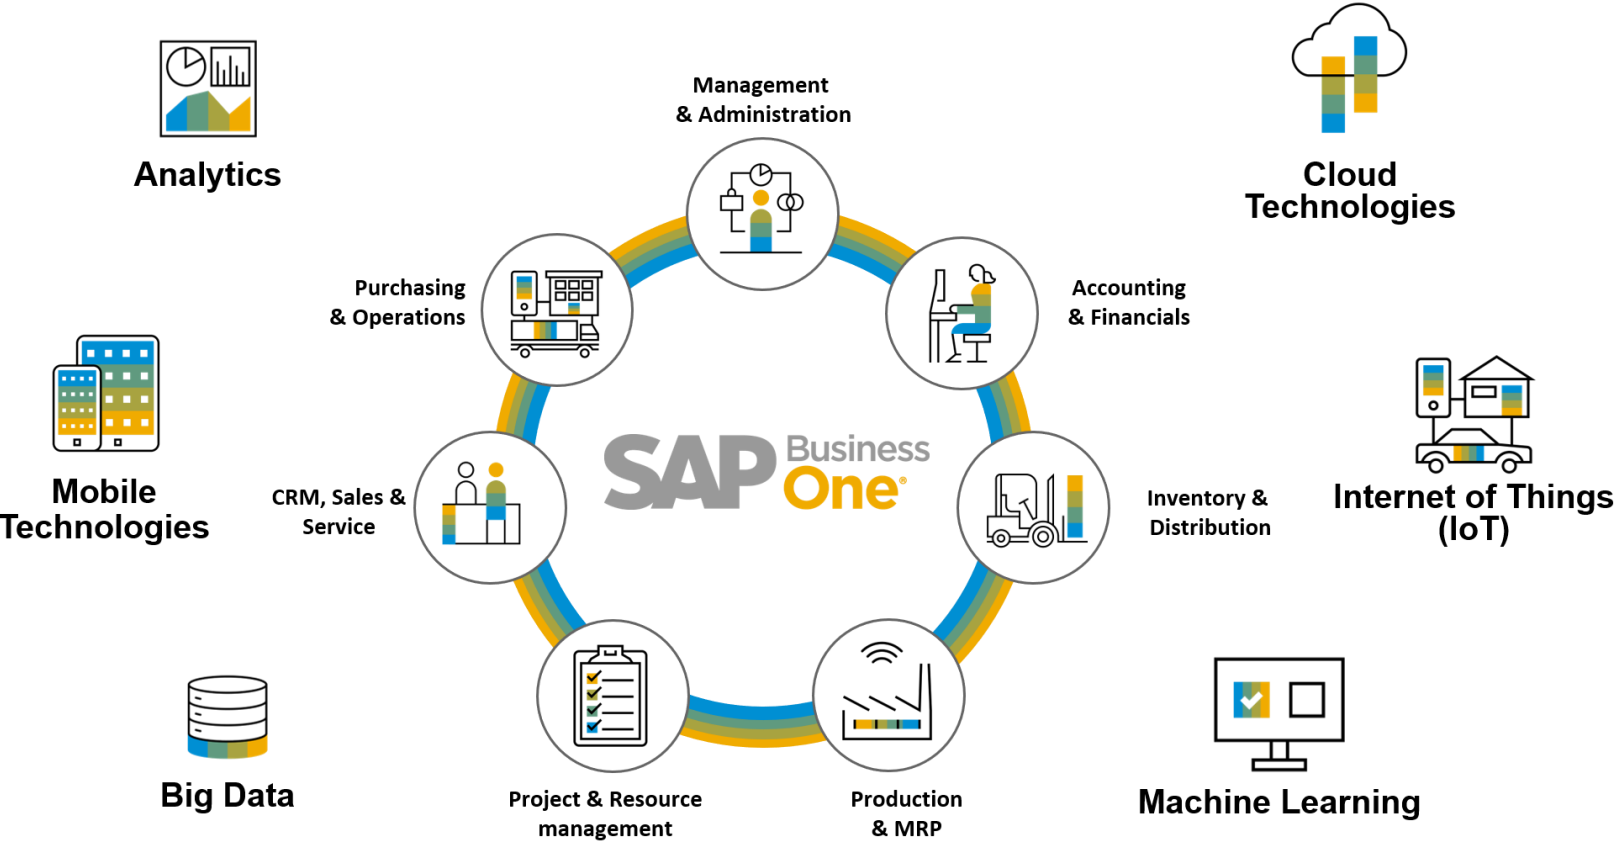 Management
& Administration
Analytics
Cloud
Technologies
Purchasing
& Operations
Accounting
& Financials
SAP Business
One®
Mobile
Technologies
CRM, Sales &
Service
Inventory &
Distribution
Internet of Things
(IoT)
Big Data
Project & Resource
management
Production
& MRP
Machine Learning